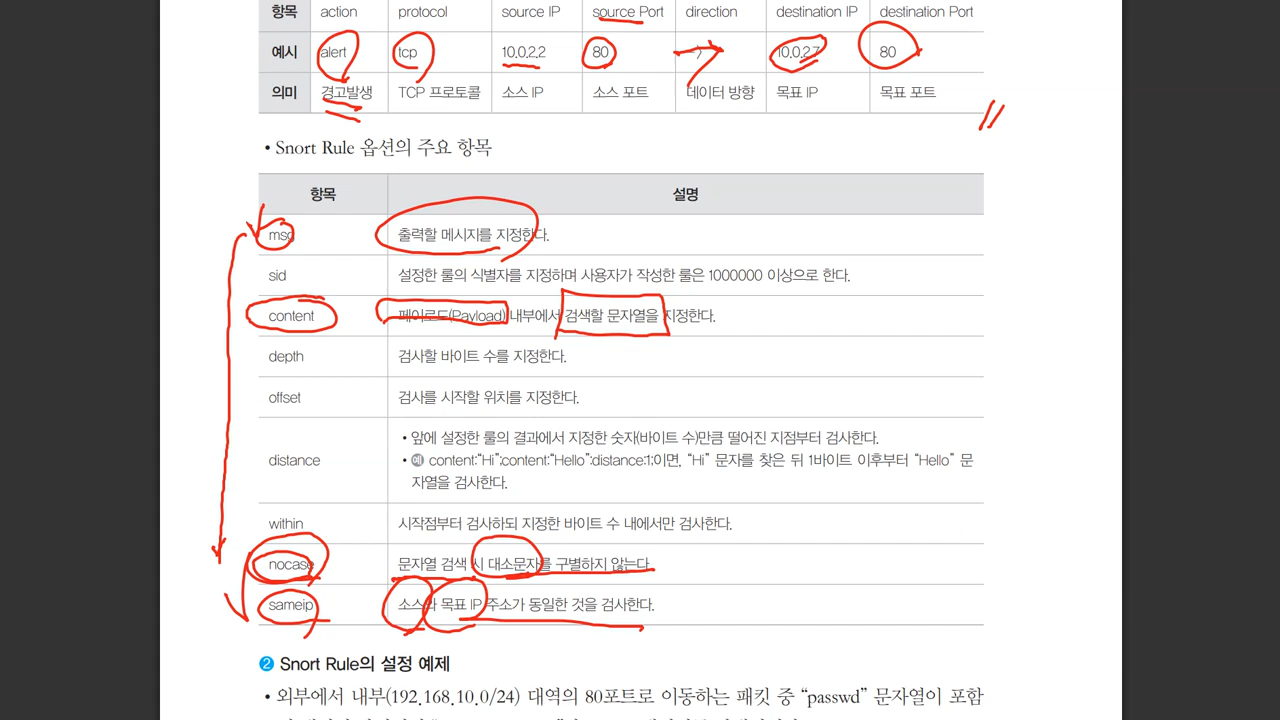 항목 action protocol source IP source Port direction destination IP destination Port
예시 alert tcp 10.0.2.2 80 10.0.2.7 80
의미 경고발생 TCP 프로토콜 소스 IP 소스 포트 데이터 방향 목표 IP 목표 포트
• Snort Rule 옵션의 주요 항목
항목 설명
msg 출력할 메시지를 지정한다.
sid 설정한 룰의 식별자를 지정하며 사용자가 작성한 룰은 1000000 이상으로 한다.
content 페이로드(Payload) 내부에서 검색할 문자열을 지정한다.
depth 검사할 바이트 수를 지정한다.
offset 검사를 시작할 위치를 지정한다.
distance • 앞에 설정한 룰의 결과에서 지정한 숫자(바이트 수)만큼 떨어진 지점부터 검사한다.
• 예 content:“Hi”;content:“Hello”:distance:1;이면, “Hi” 문자를 찾은 뒤 1바이트 이후부터 “Hello” 문
자열을 검사한다.
within 시작점부터 검사하되 지정한 바이트 수 내에서만 검사한다.
nocase 문자열 검색 시 대소문자를 구별하지 않는다.
sameip 소스와 목표 IP 주소가 동일한 것을 검사한다.
2 Snort Rule의 설정 예제
• 외부에서 내부(192.168.10.0/24) 대역의 80포트로 이동하는 패킷 중 “passwd” 문자열이 포함